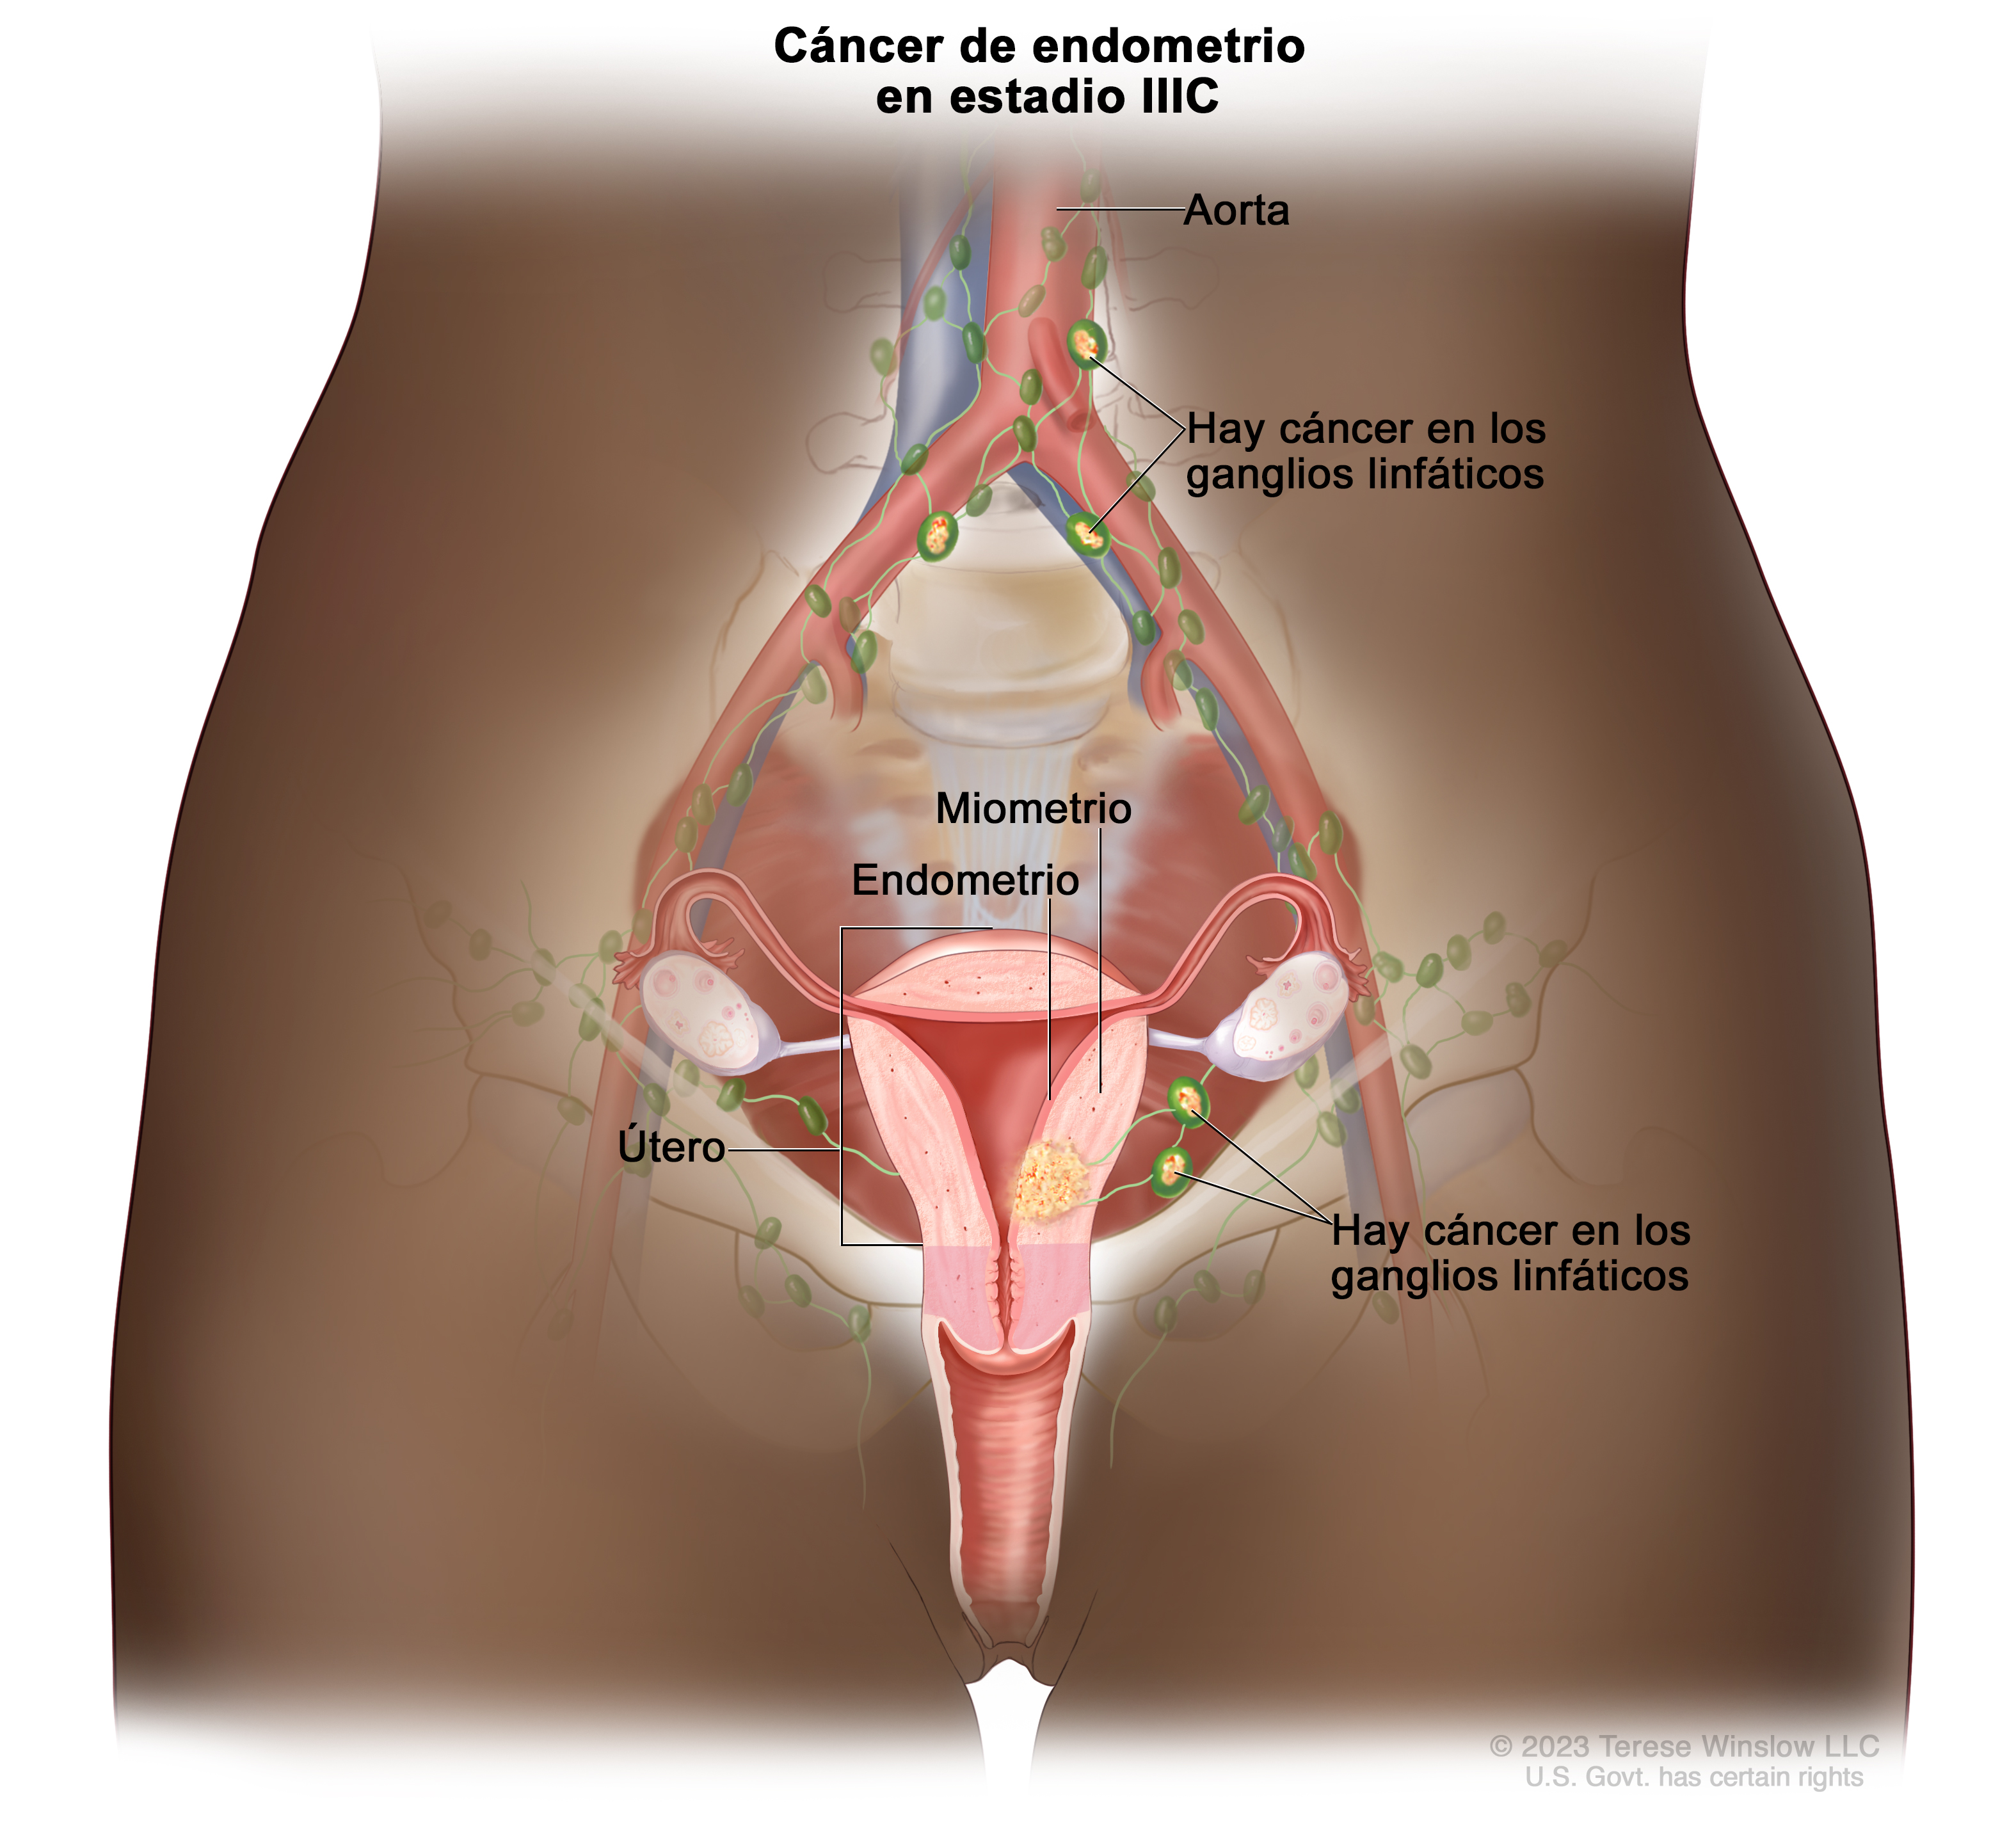 Cáncer de endometrio
en estadio IIIC
Aorta
Hay cáncer en los
ganglios linfáticos
Miometrio
Endometrio
Útero
Hay cáncer en los
ganglios linfáticos
© 2023 Terese Winslow LLC
U.S. Govt. has certain rights